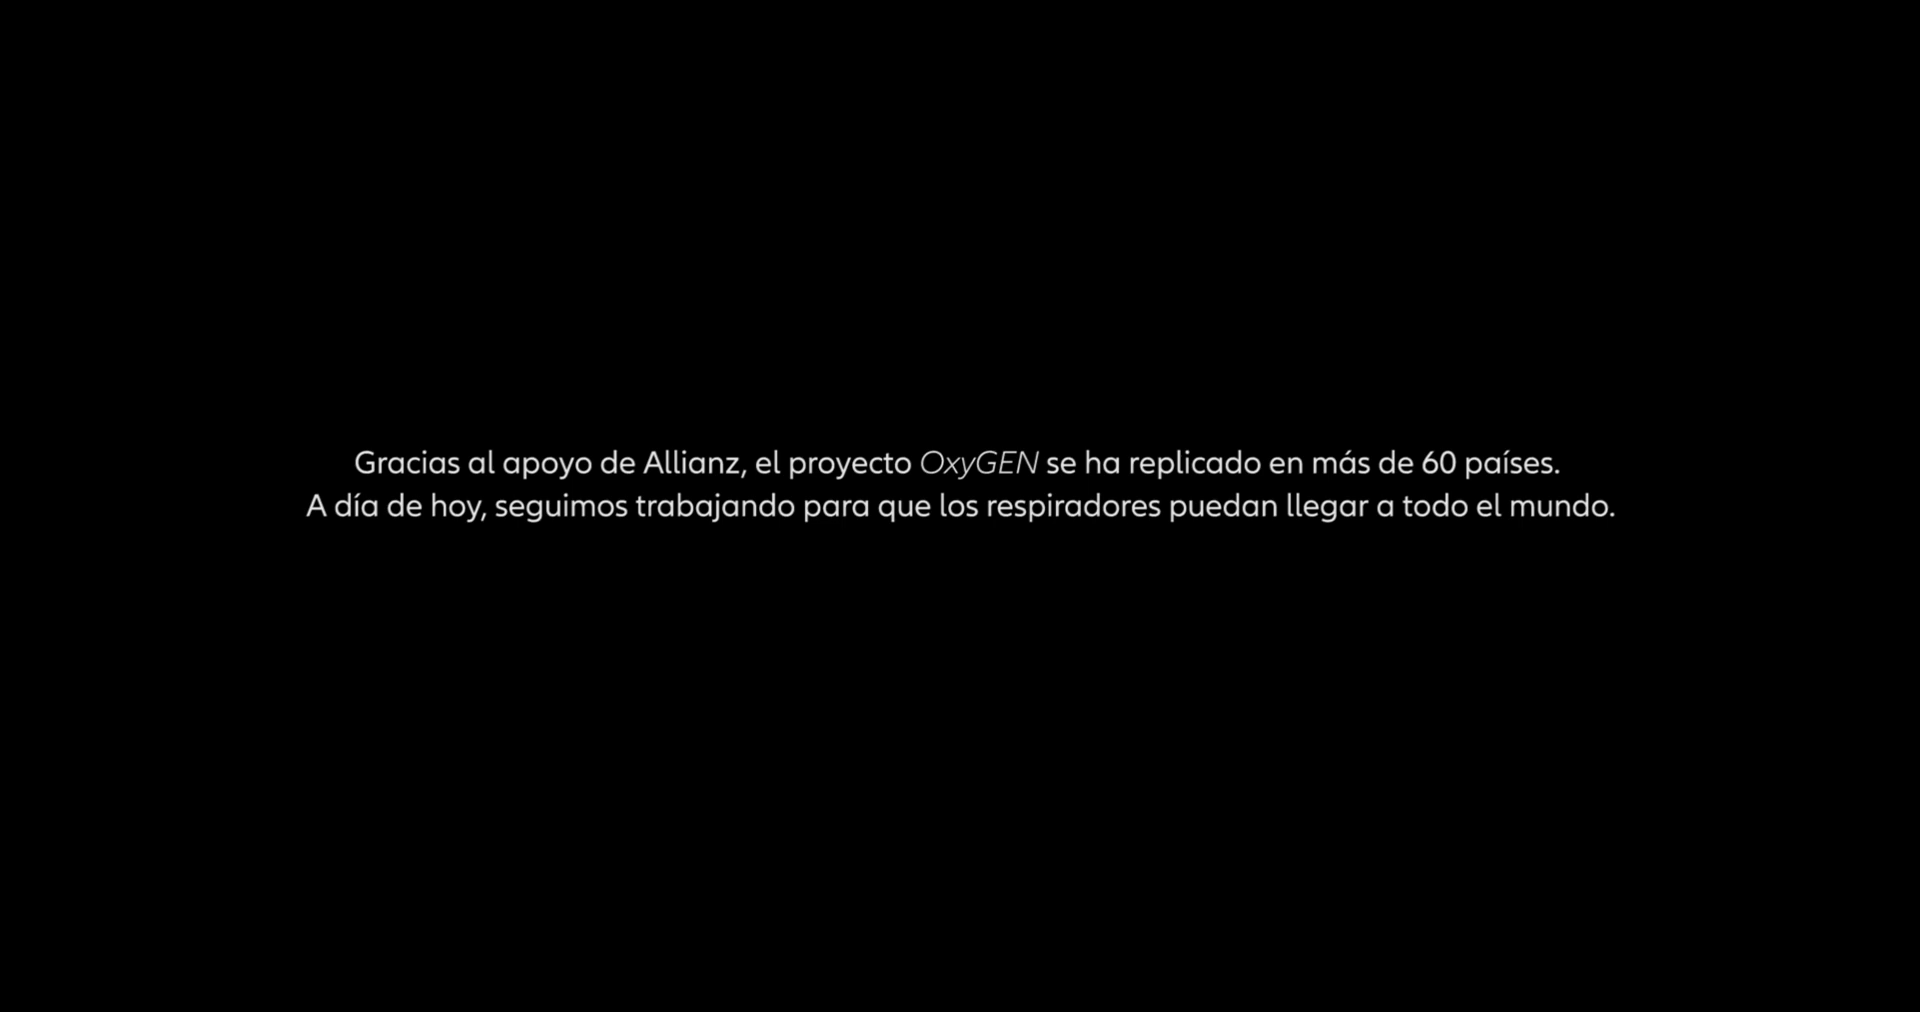 Gracias al apoyo de Allianz, el proyecto OxyGEN se ha replicado en más de 60 países.
A día de hoy, seguimos trabajando para que los respiradores puedan llegar a todo el mundo.